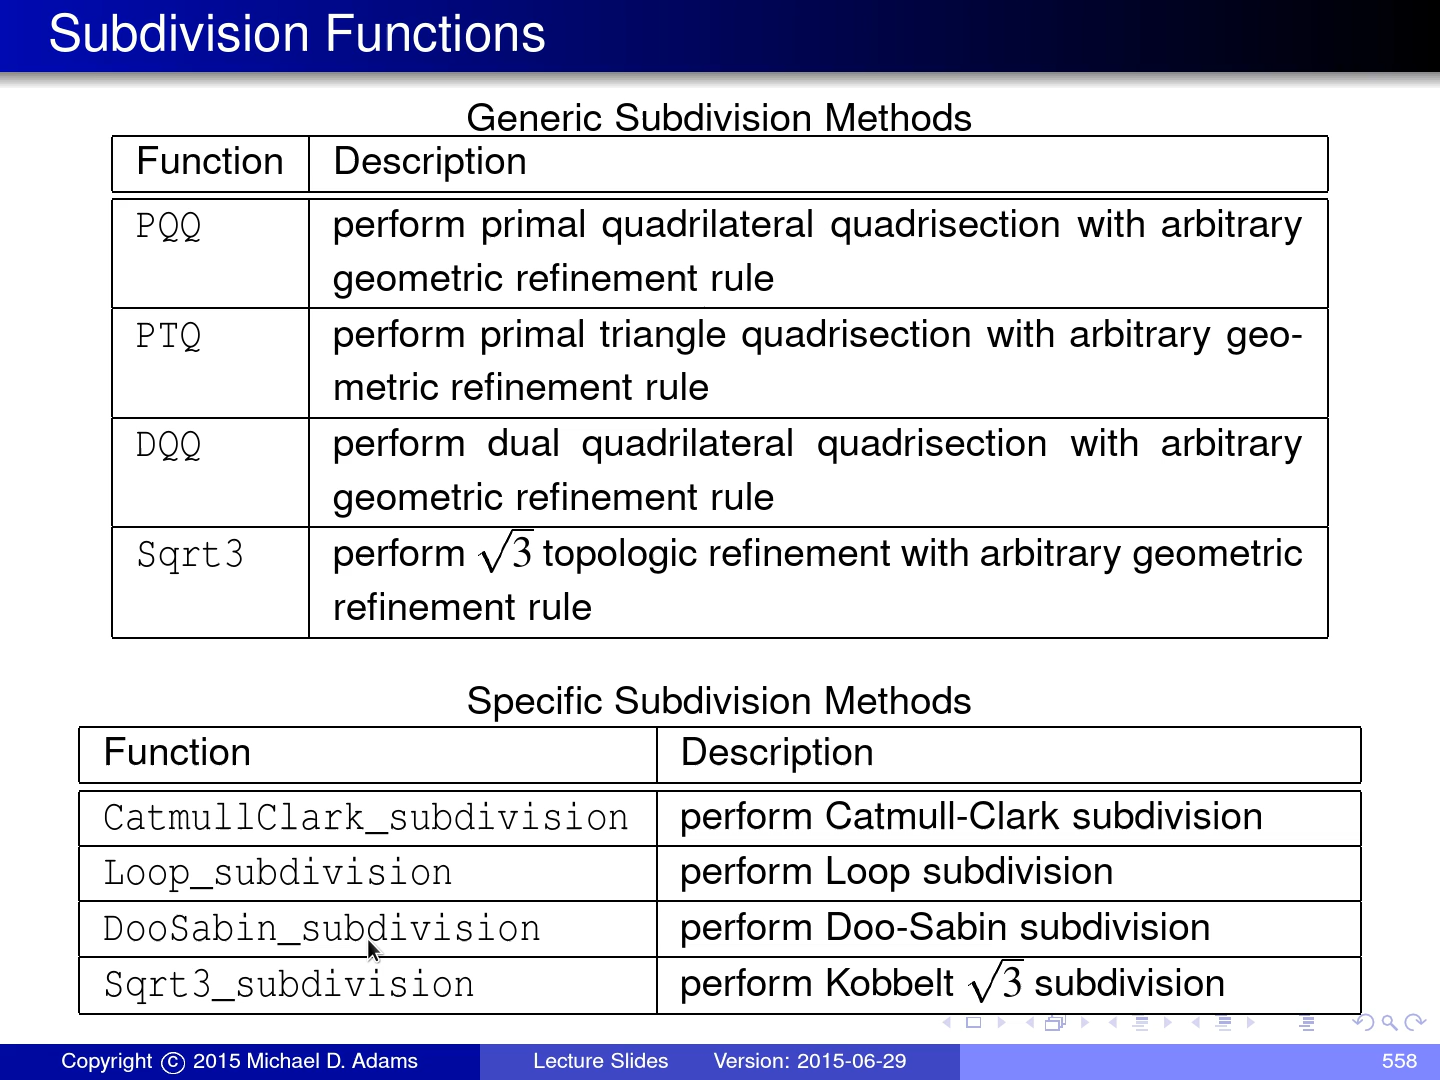 Subdivision Functions
Generic Subdivision Methods
Function Description
PQQ perform primal quadrilateral quadrisection with arbitrary
geometric refinement rule
PTQ perform primal triangle quadrisection with arbitrary geo-
metric refinement rule
DQQ perform dual quadrilateral quadrisection with arbitrary
geometric refinement rule
Sqrt3 perform √3 topologic refinement with arbitrary geometric
refinement rule
Specific Subdivision Methods
Function Description
CatmullClark_subdivision perform Catmull-Clark subdivision
Loop_subdivision perform Loop subdivision
DooSabin_subdivision perform Doo-Sabin subdivision
Sqrt3_subdivision perform Kobbelt √3 subdivision
Copyright © 2015 Michael D. Adams Lecture Slides Version: 2015-06-29 558